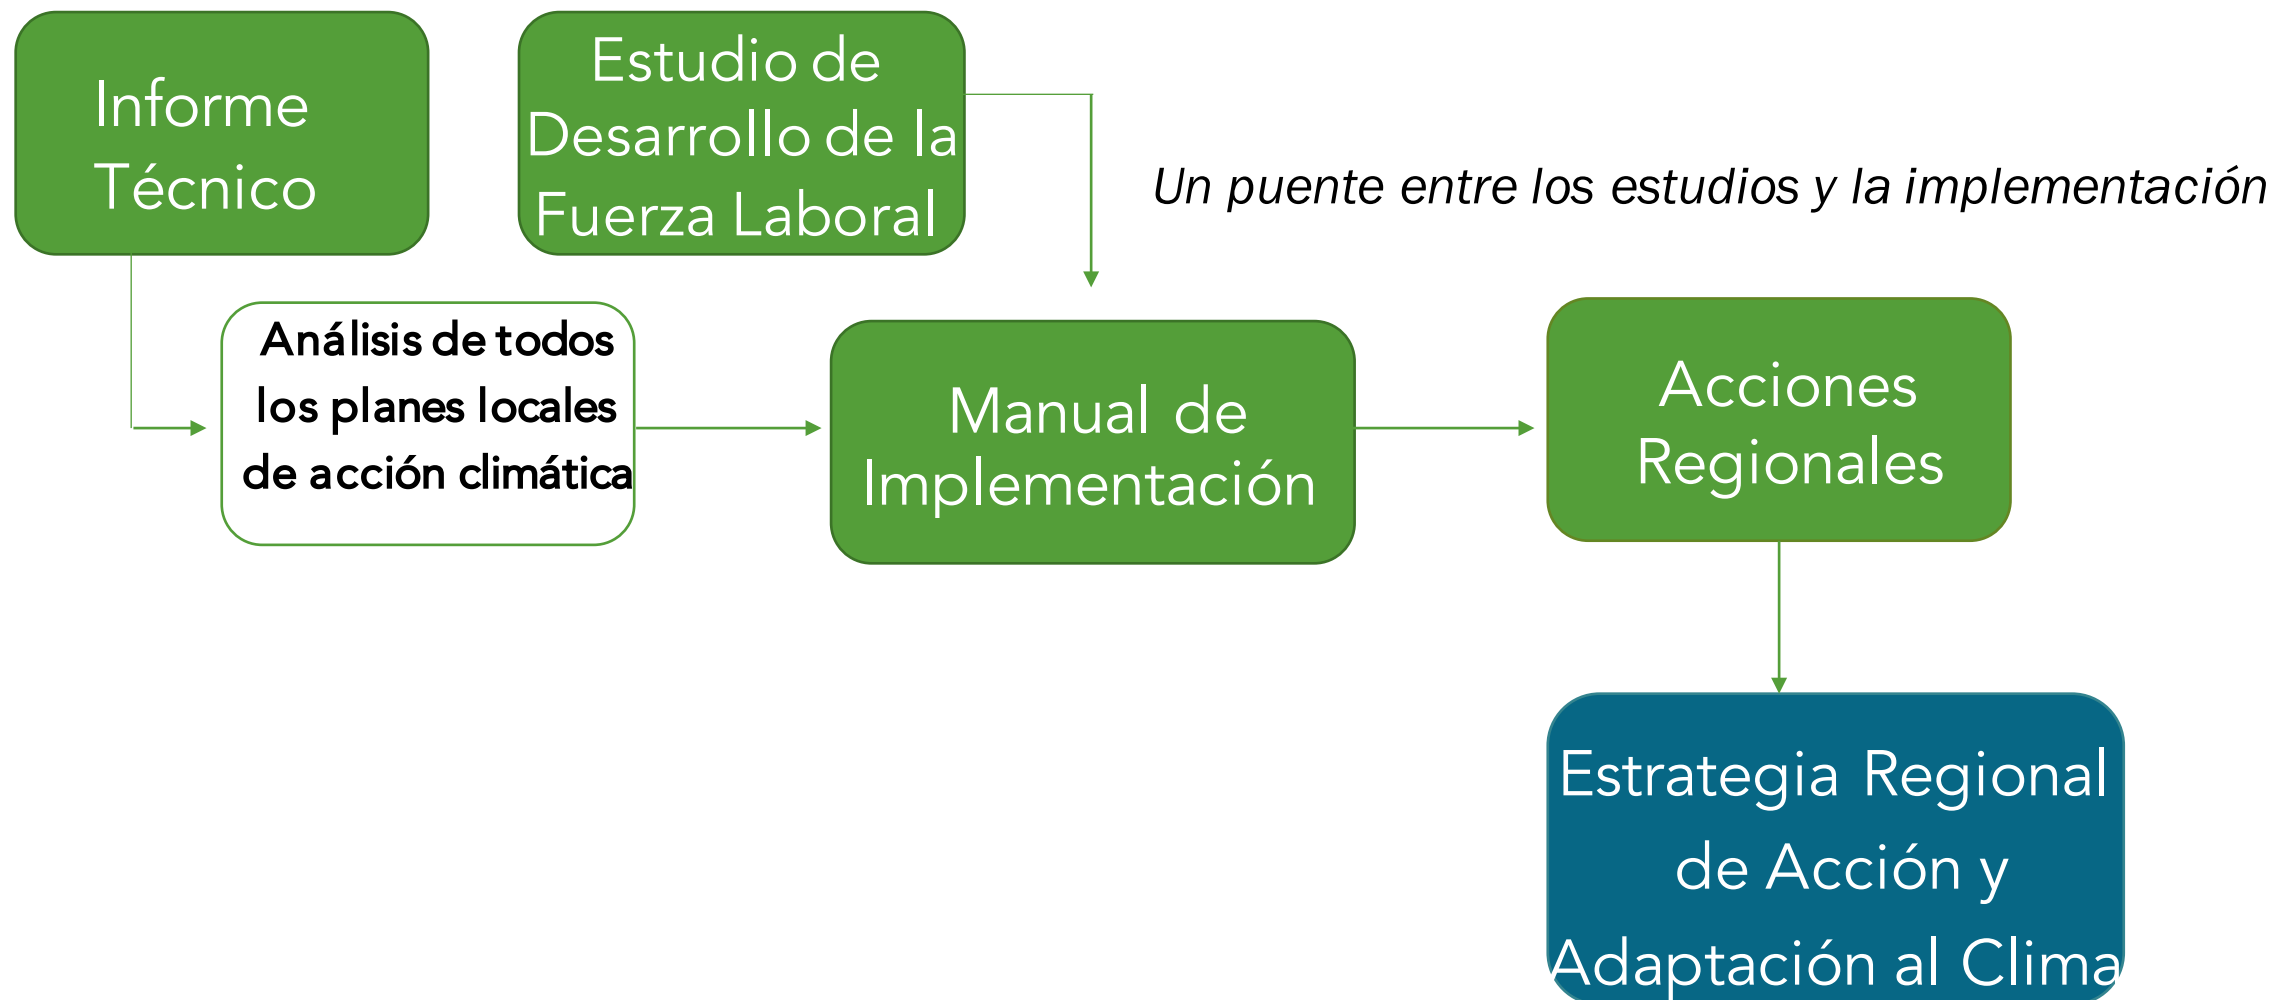 Informe
Técnico
Estudio de
Desarrollo de la
Fuerza Laboral
Un puente entre los estudios y la implementación
Análisis de todos
los planes locales
de acción climática
Manual de
Implementación
Acciones
Regionales
Estrategia Regional
de Acción y
Adaptación al Clima